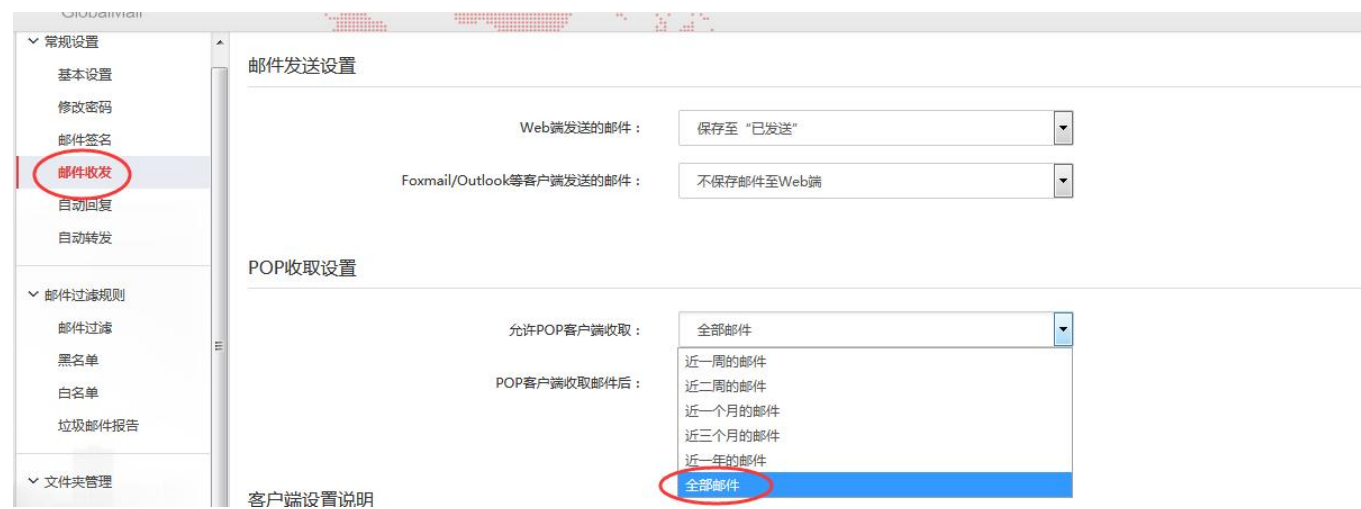 GlobalMail
常规设置
基本设置
修改密码
邮件签名
邮件收发
自动回复
自动转发
邮件过滤规则
邮件过滤
黑名单
白名单
垃圾邮件报告
文件夹管理
邮件发送设置
Web端发送的邮件：
保存至“已发送”
Foxmail/Outlook等客户端发送的邮件：
不保存邮件至Web端
POP收取设置
允许POP客户端收取：
全部邮件
近一周的邮件
近二周的邮件
近一个月的邮件
近三个月的邮件
近一年的邮件
全部邮件
POP客户端收取邮件后：
客户端设置说明